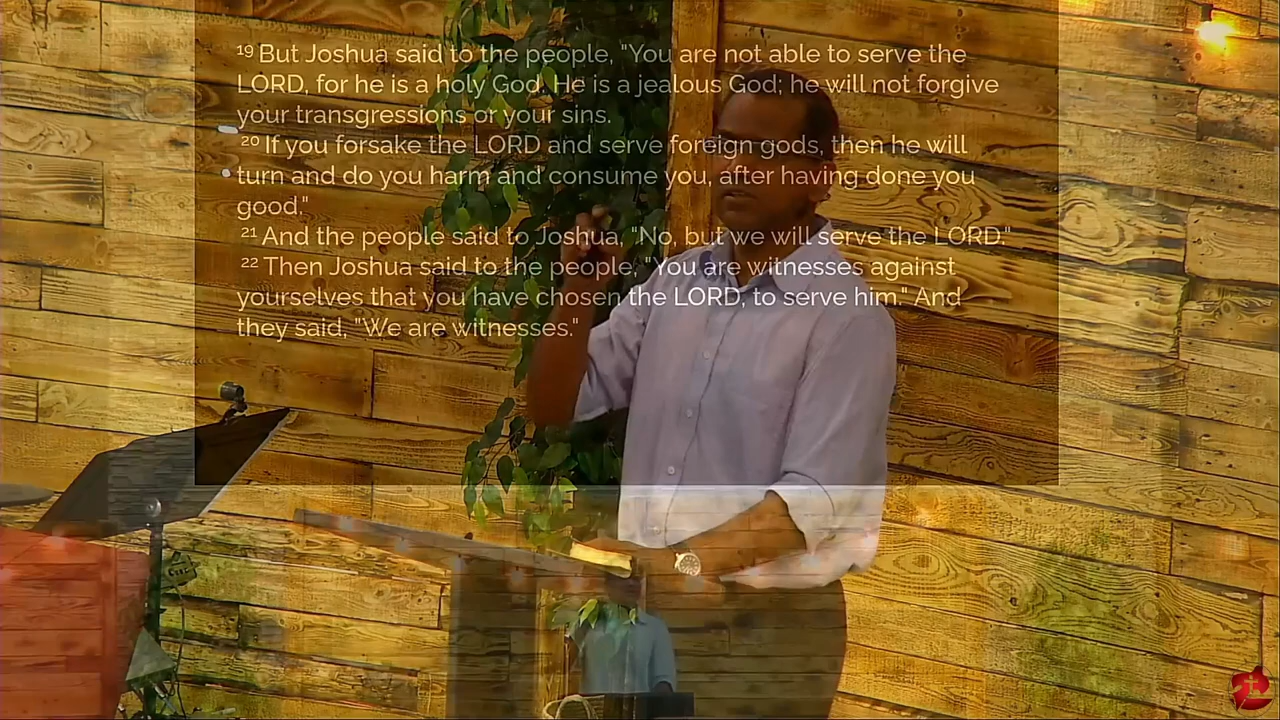 19 But Joshua said to the people, "You are not able to serve the
LORD, for he is a holy God. He is a jealous God; he will not forgive
your transgressions or your sins.
20 If you forsake the LORD and serve foreign gods, then he will
turn and do you harm and consume you, after having done you
good."
21 And the people said to Joshua, "No, but we will serve the LORD."
22 Then Joshua said to the people, "You are witnesses against
yourselves that you have chosen the LORD, to serve him." And
they said, "We are witnesses."